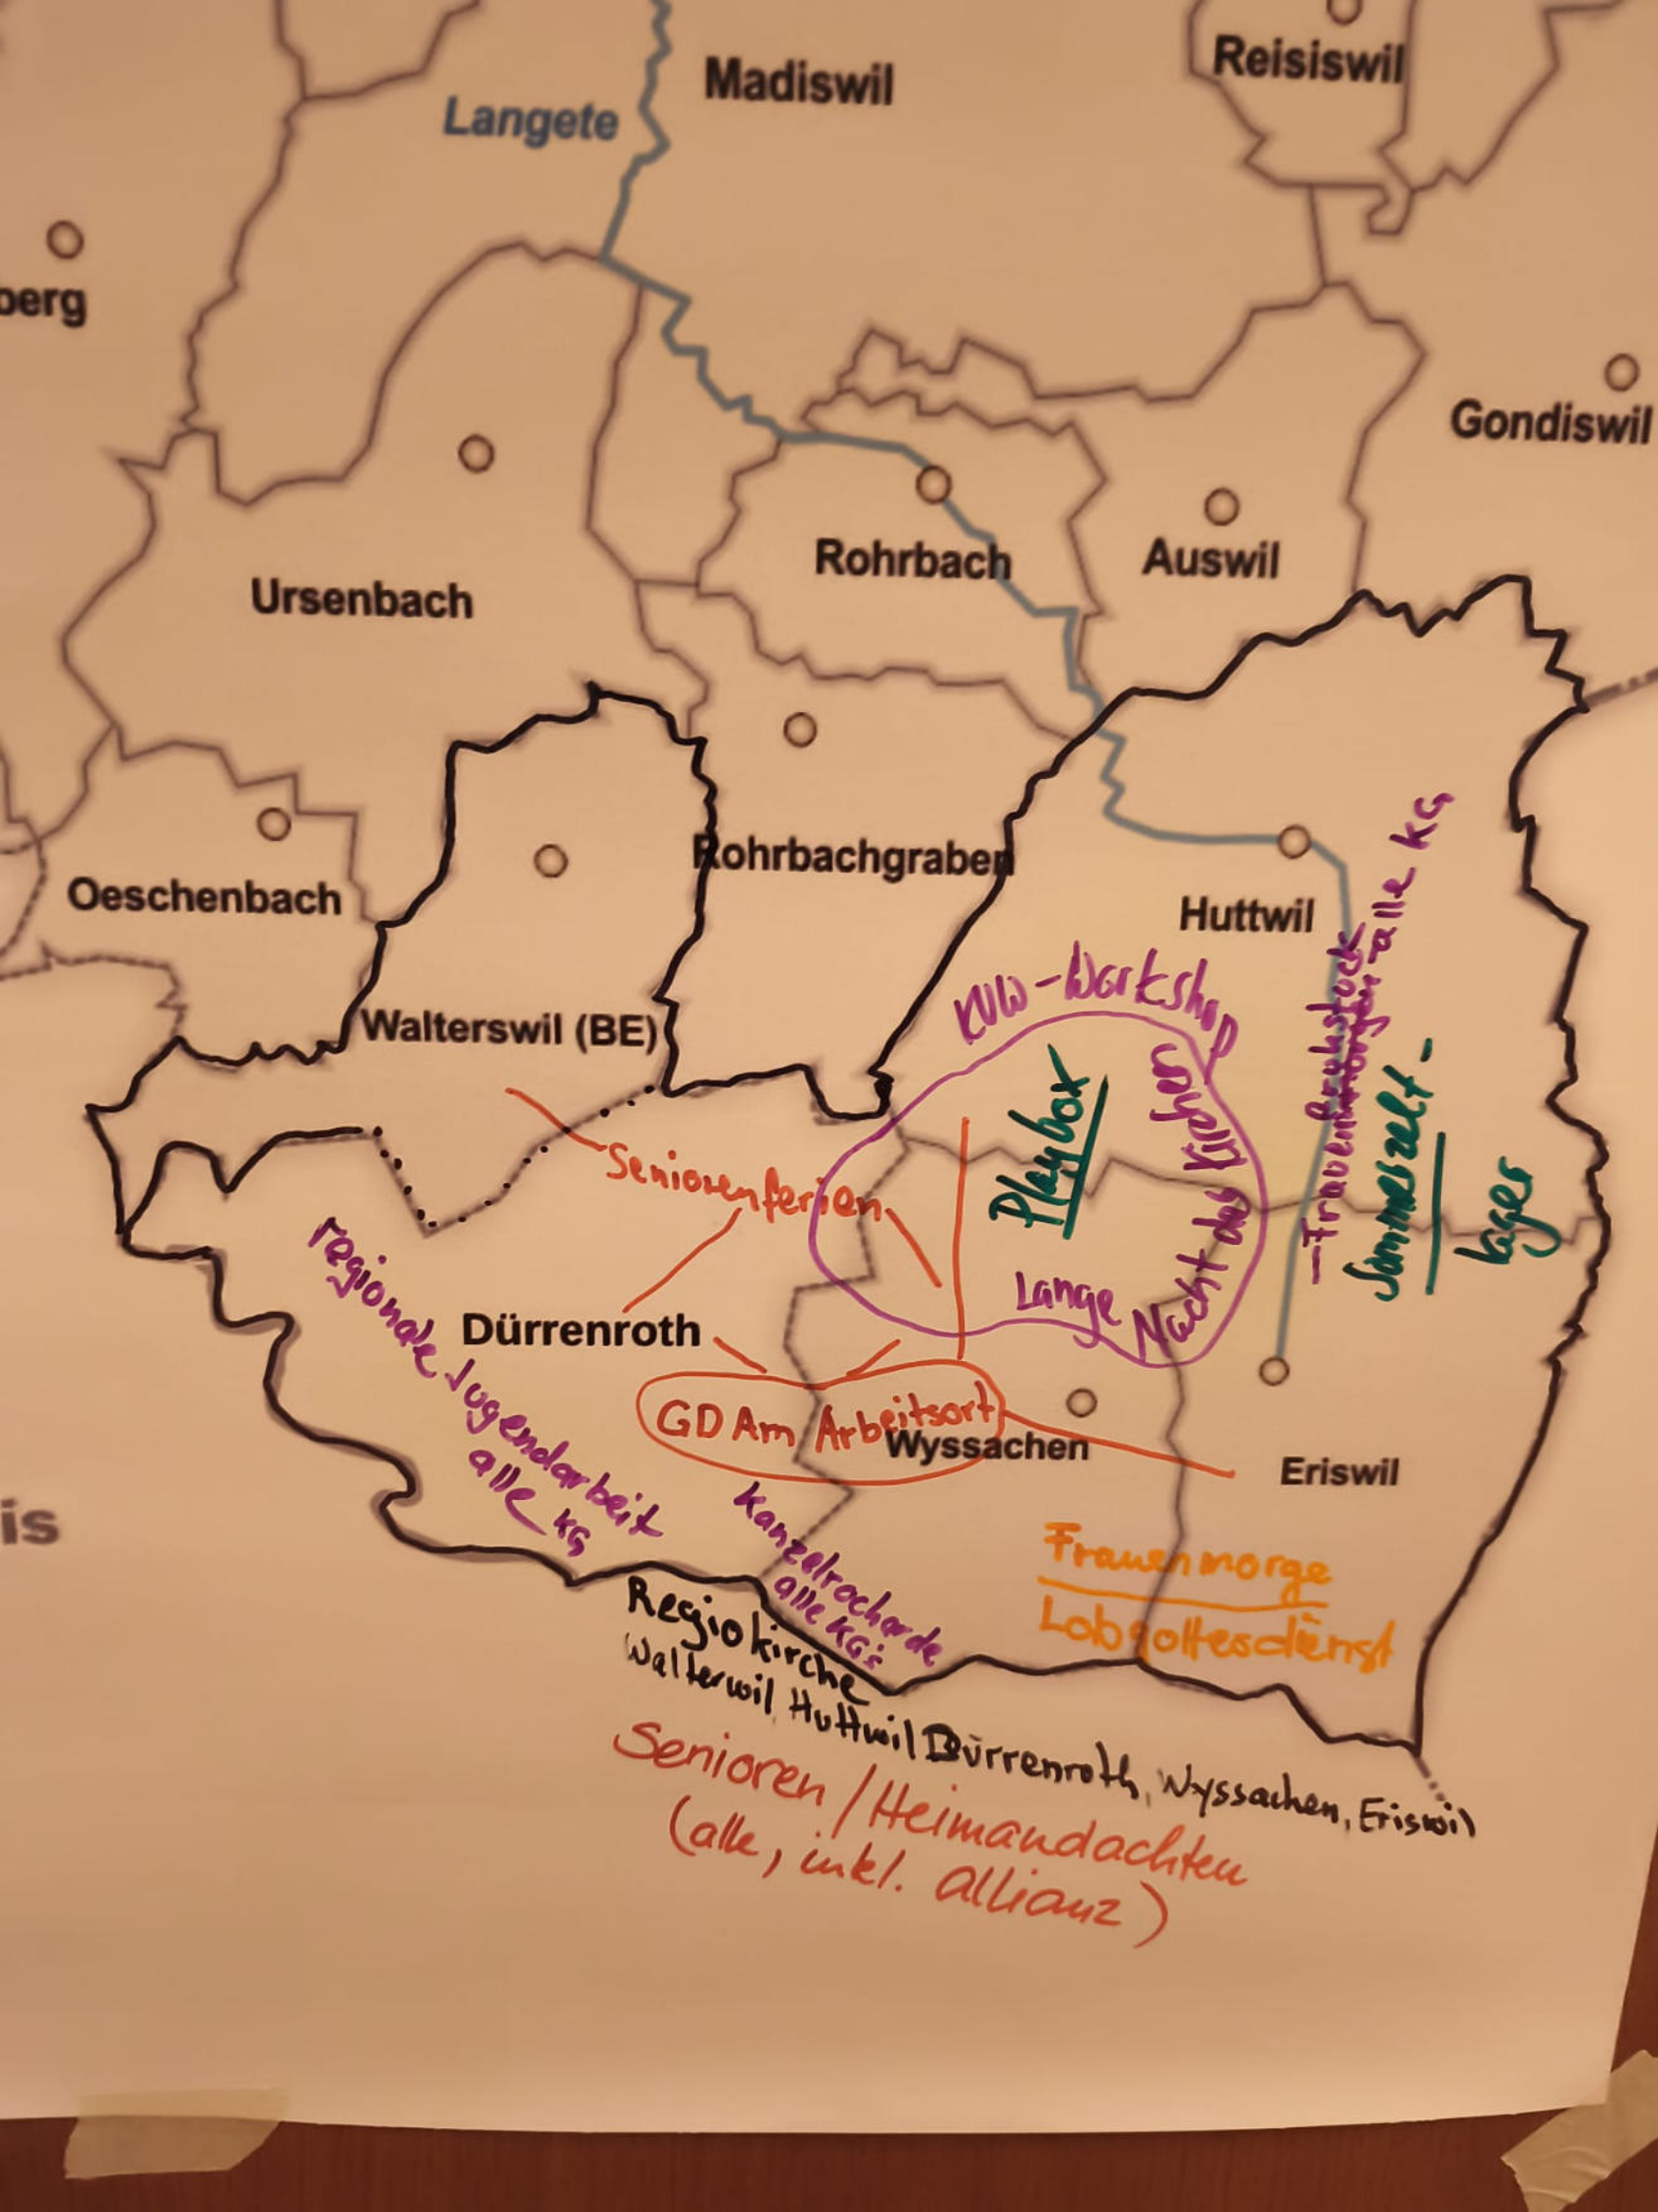 Reisiswil
Madiswil
Langete
berg
Gondiswil
Rohrbach
Auswil
Ursenbach
Rohrbachgraben
Oeschenbach
Huttwil
Walterswil (BE)
KUW-Workshop
Playbox
Lange Nacht der Kirchen
alle KG
Sommerzelt-
lager
Seniorenferien
regionale Jugendarbeit
alle KG
Dürrenroth
GD Am Arbeitsort
Wyssachen
Eriswil
is
Kanzelrocharde
alle KG's
Frauenmorge
Lobgottesdienst
Regiokirche
Walterwil Huttwil Dürrenroth, Wyssachen, Eriswil
Senioren / Heimandachten
(alle, inkl. Allianz)